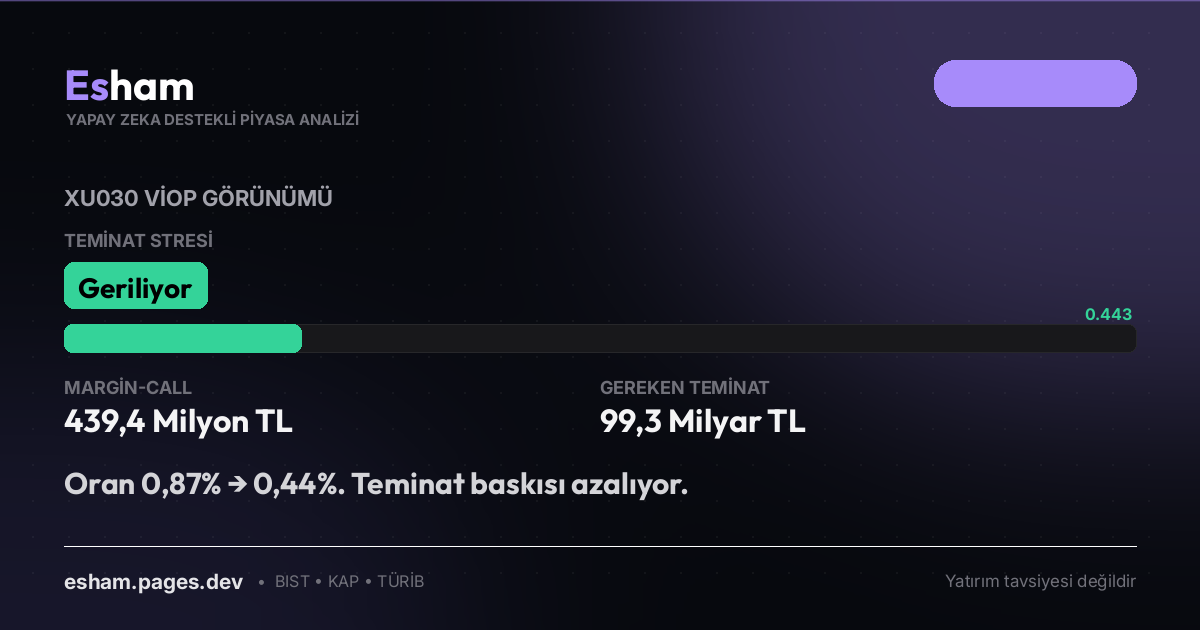 Esham
YAPAY ZEKA DESTEKLİ PİYASA ANALİZİ
XU030 VİOP GÖRÜNÜMÜ
TEMİNAT STRESİ
Geriliyor
0.443
MARGİN-CALL
439,4 Milyon TL
GEREKEN TEMİNAT
99,3 Milyar TL
Oran 0,87% → 0,44%. Teminat baskısı azalıyor.
esham.pages.dev • BIST • KAP • TÜRİB
Yatırım tavsiyesi değildir